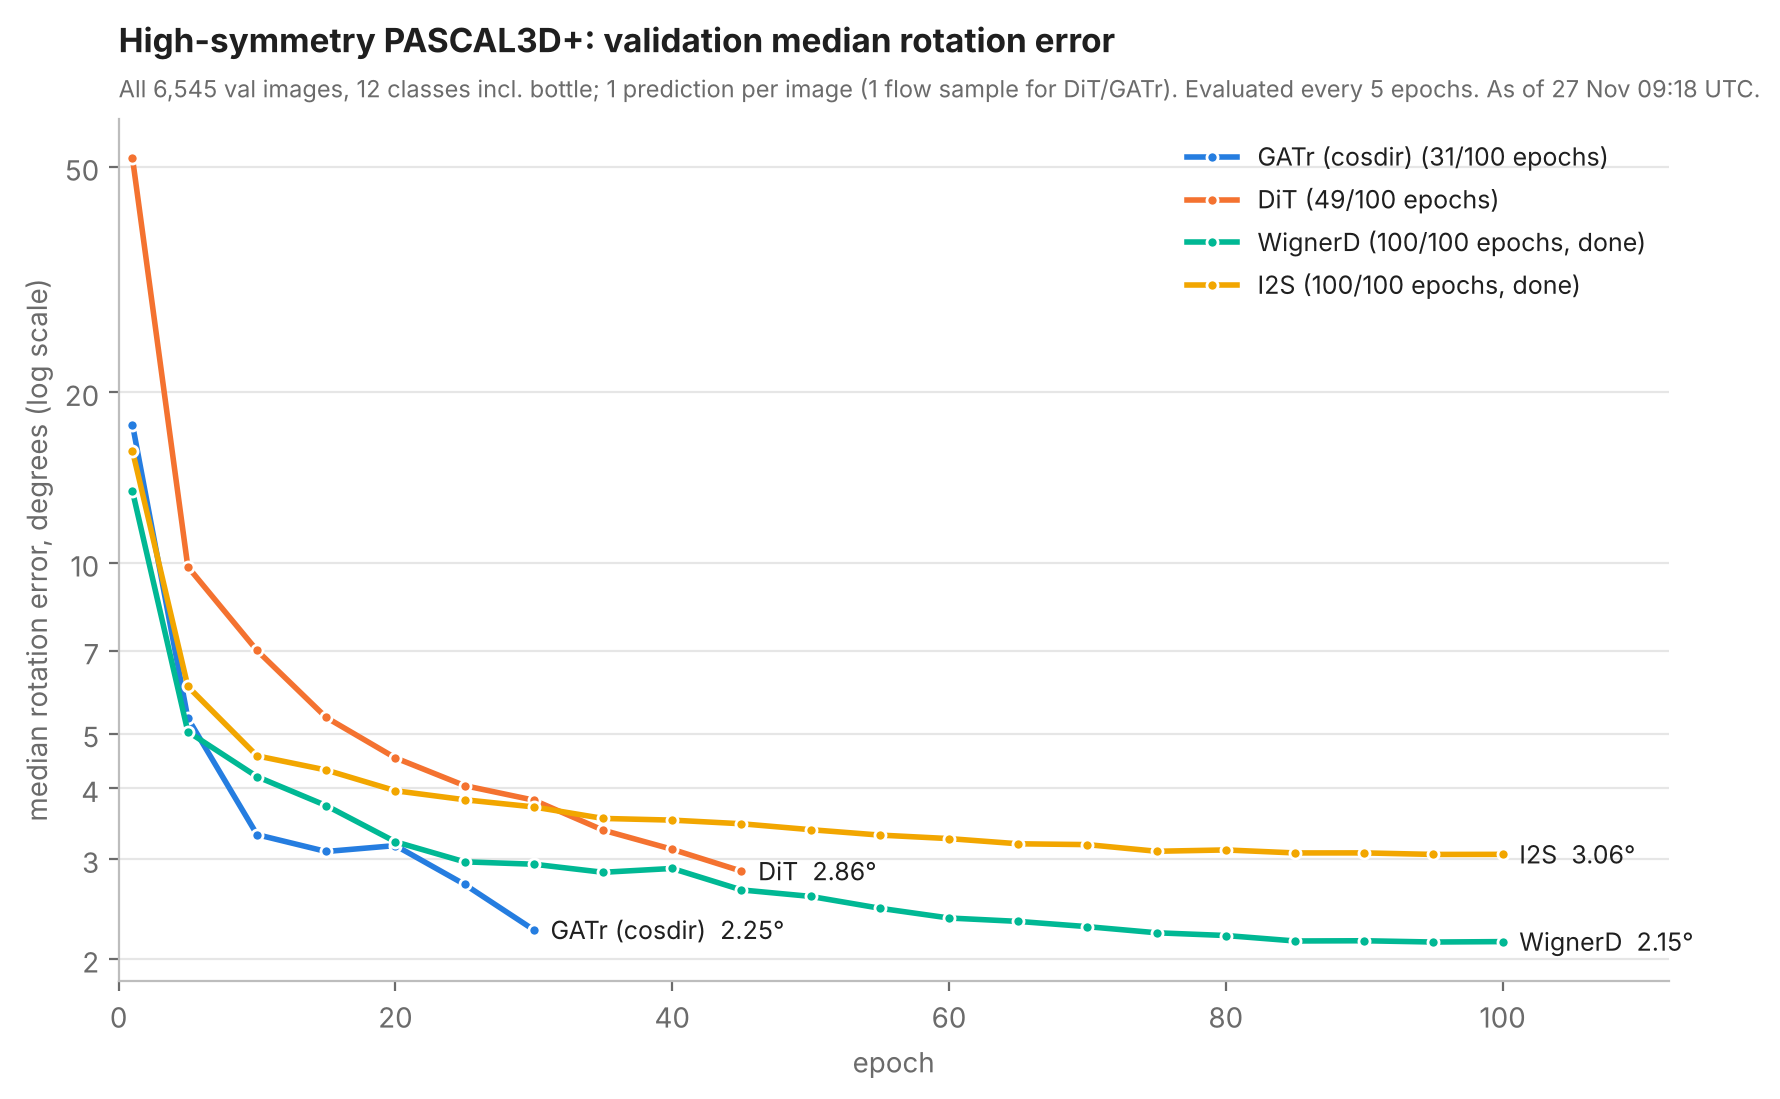 High-symmetry PASCAL3D+: validation median rotation error
All 6,545 val images, 12 classes incl. bottle; 1 prediction per image (1 flow sample for DiT/GATr). Evaluated every 5 epochs. As of 27 Nov 09:18 UTC.
GATr (cosdir) (31/100 epochs)
DiT (49/100 epochs)
WignerD (100/100 epochs, done)
I2S (100/100 epochs, done)
median rotation error, degrees (log scale)
50
20
10
7
5
4
3
2
DiT 2.86°
I2S 3.06°
GATr (cosdir) 2.25°
WignerD 2.15°
0 20 40 60 80 100
epoch